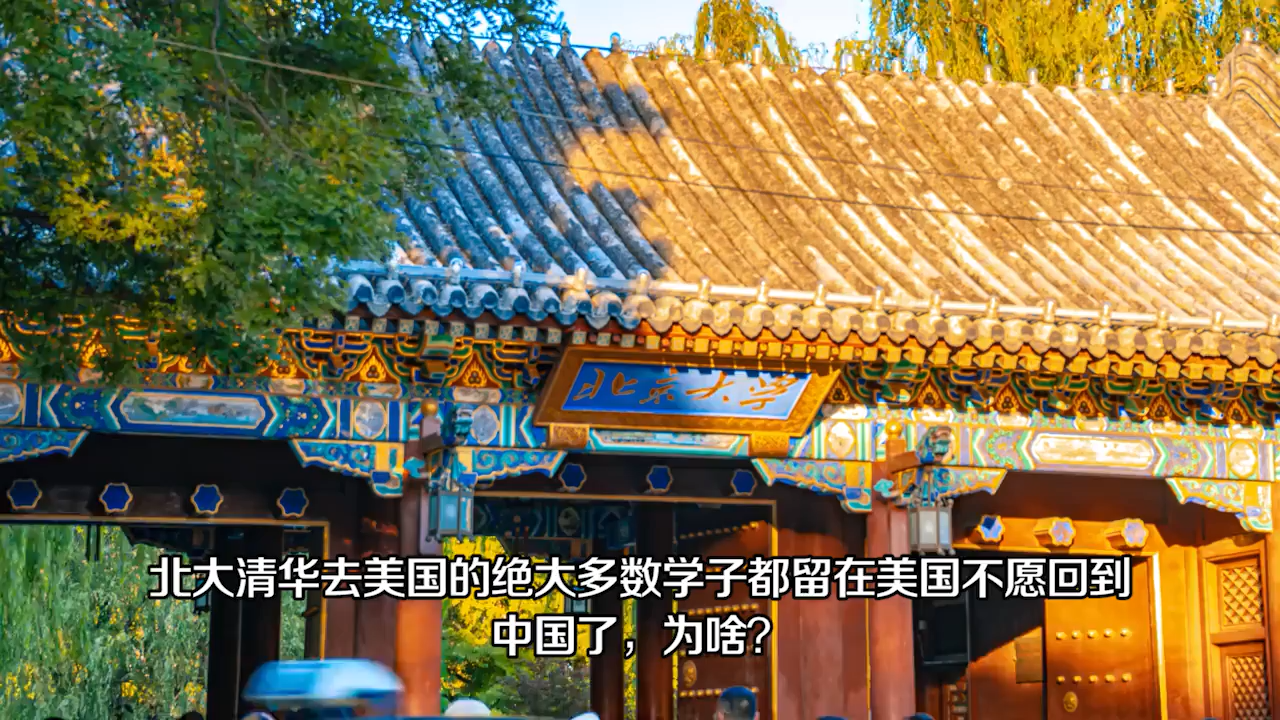 北京大学
北大清华去美国的绝大多数学子都留在美国不愿回到
中国了，为啥？